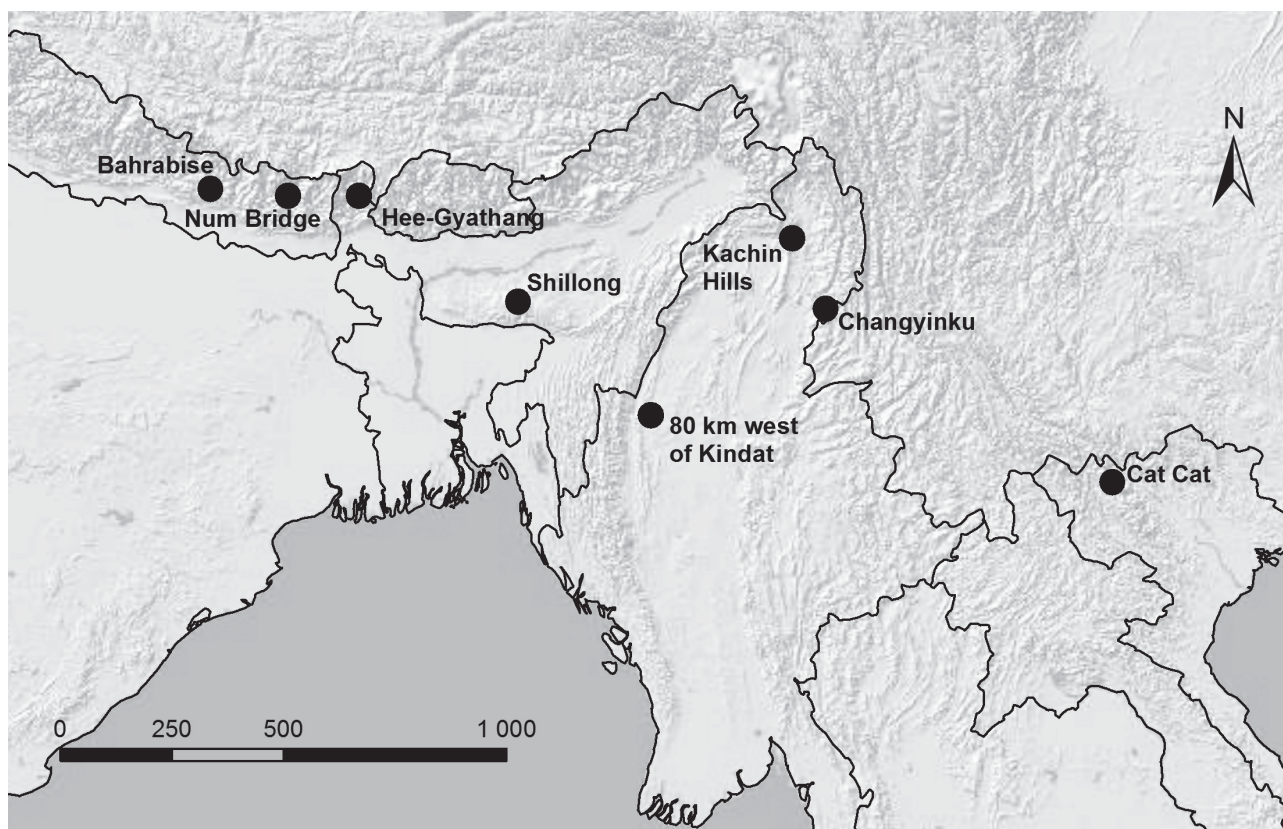 N
Bahrabise
Num Bridge
Hee-Gyathang
Kachin
Hills
Shillong
Changyinku
80 km west
of Kindat
Cat Cat
0 250 500 1 000